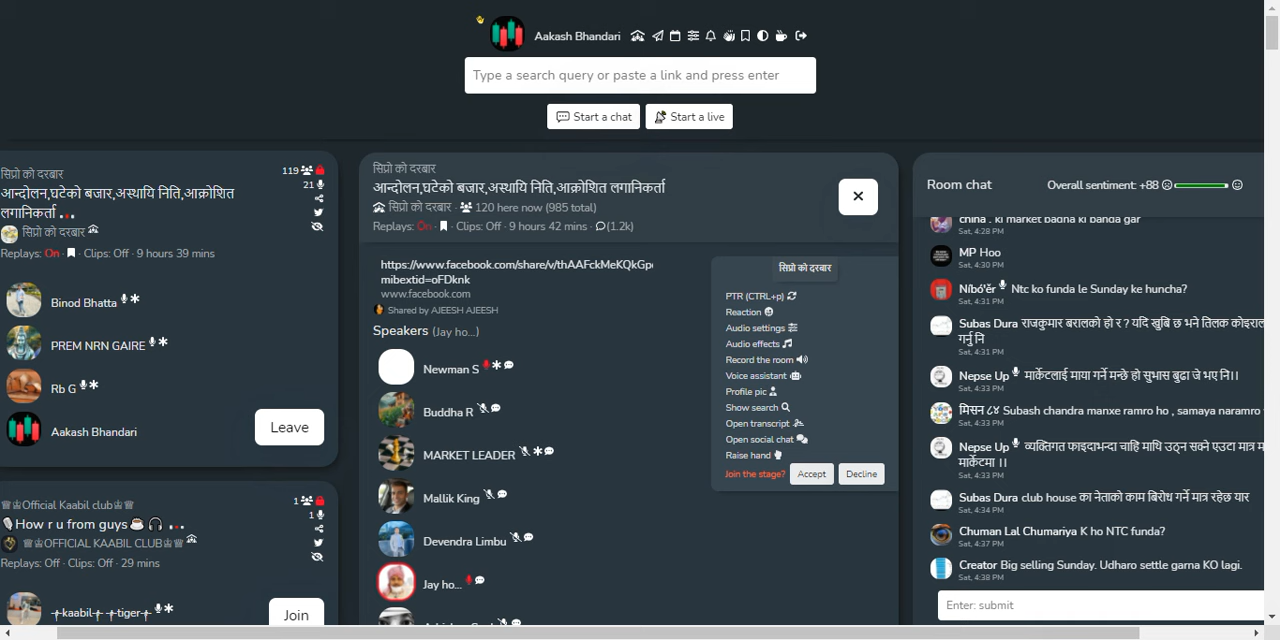 Aakash Bhandari
Type a search query or paste a link and press enter
Start a chat
Start a live
सिप्रो को दरबार
119
आन्दोलन,घटेको बजार,अस्थायि निति,आक्रोशित
लगानिकर्ता ...
21
सिप्रो को दरबार
Replays: On · Clips: Off · 9 hours 39 mins
Binod Bhatta
PREM NRN GAIRE
Rb G
Aakash Bhandari
Leave
♕♔Official Kaabil club♔♕
1
How r u from guys ...
1
♕♔OFFICIAL KAABIL CLUB♔♕
Replays: Off · Clips: Off · 29 mins
kaabil tiger
Join
सिप्रो को दरबार
आन्दोलन,घटेको बजार,अस्थायि निति,आक्रोशित लगानिकर्ता
सिप्रो को दरबार · 120 here now (985 total)
Replays: On · Clips: Off · 9 hours 42 mins · (1.2k)
https://www.facebook.com/share/v/thAAFckMeKQkGp
mibextid=oFDknk
www.facebook.com
Shared by AJEESH AJEESH
Speakers (Jay ho...)
Newman S
Buddha R
MARKET LEADER
Mallik King
Devendra Limbu
Jay ho...
सिप्रो को दरबार
PTR (CTRL+p)
Reaction
Audio settings
Audio effects
Record the room
Voice assistant
Profile pic
Show search
Open transcript
Open social chat
Raise hand
Join the stage? Accept Decline
Room chat
Overall sentiment: +88
china . ki market badha ki banda gar
Sat, 4:28 PM
MP Hoo
Sat, 4:30 PM
Níbó'ěr Ntc ko funda le Sunday ke huncha?
Sat, 4:31 PM
Subas Dura राजकुमार बरालको हो र ? यदि खुबि छ भने तिलक कोइराल
गर्नु नि
Sat, 4:31 PM
Nepse Up मार्केटलाई माया गर्ने मन्छे हो सुभास बुढा जे भए नि।।
Sat, 4:33 PM
मिसन ८४ Subash chandra manxe ramro ho , samaya naramro
Sat, 4:33 PM
Nepse Up व्यक्तिगत फाइदाभन्दा चाहि माथि उठ्न सक्ने एउटा मात्र म
मार्केटमा ।।
Sat, 4:33 PM
Subas Dura club house का नेताको काम बिरोध गर्ने मात्र रहेछ यार
Sat, 4:34 PM
Chuman Lal Chumariya K ho NTC funda?
Sat, 4:37 PM
Creator Big selling Sunday. Udharo settle garna KO lagi.
Sat, 4:38 PM
Enter: submit